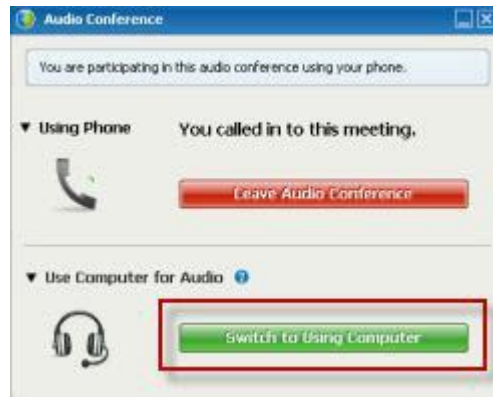 Audio Conference
You are participating in this audio conference using your phone.
Using Phone
You called in to this meeting.
Leave Audio Conference
Use Computer for Audio ?
Switch to Using Computer